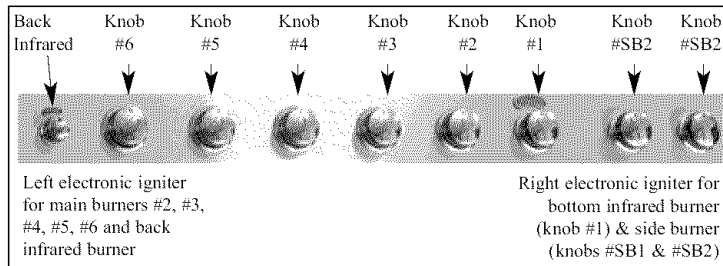 Back Infrared
Knob #6
Knob #5
Knob #4
Knob #3
Knob #2
Knob #1
Knob #SB2
Knob #SB2
Left electronic igniter
for main burners #2, #3,
#4, #5, #6 and back
infrared burner
Right electronic igniter for
bottom infrared burner
(knob #1) & side burner
(knobs #SB1 & #SB2)